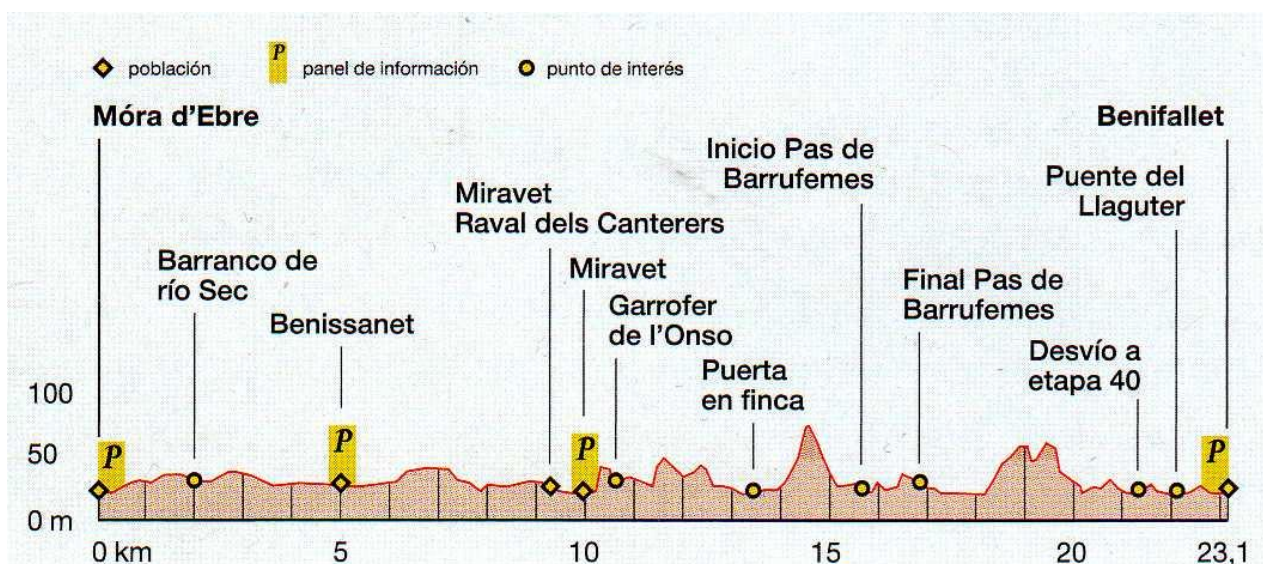 P
población
panel de información
punto de interés
Móra d'Ebre
Benifallet
Inicio Pas de
Barrufemes
Puente del
Llaguter
Miravet
Raval dels Canterers
Barranco de
río Sec
Miravet
Final Pas de
Barrufemes
Garrofer
de l'Onso
Benissanet
Desvío a
etapa 40
Puerta
en finca
100
50
0 m
P
P
P
P
0 km
5
10
15
20
23,1